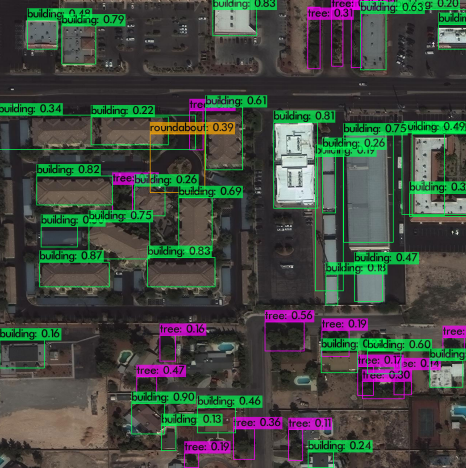 building: 0.83
building: 0.79
building: 0.63
0.20
building: 0.34
building: 0.22
building: 0.61
roundabout: 0.39
building: 0.81
building: 0.75
building: 0.49
building: 0.26
building: 0.82
tree:
building: 0.26
building: 0.69
building: 0.75
building: 0.83
building: 0.87
building: 0.47
building: 0.16
tree: 0.16
tree: 0.56
tree: 0.19
building: 0.60
tree: 0.47
tree: 0.30
building: 0.90
building: 0.46
building: 0.13
tree: 0.36
tree: 0.11
tree: 0.19
building: 0.24